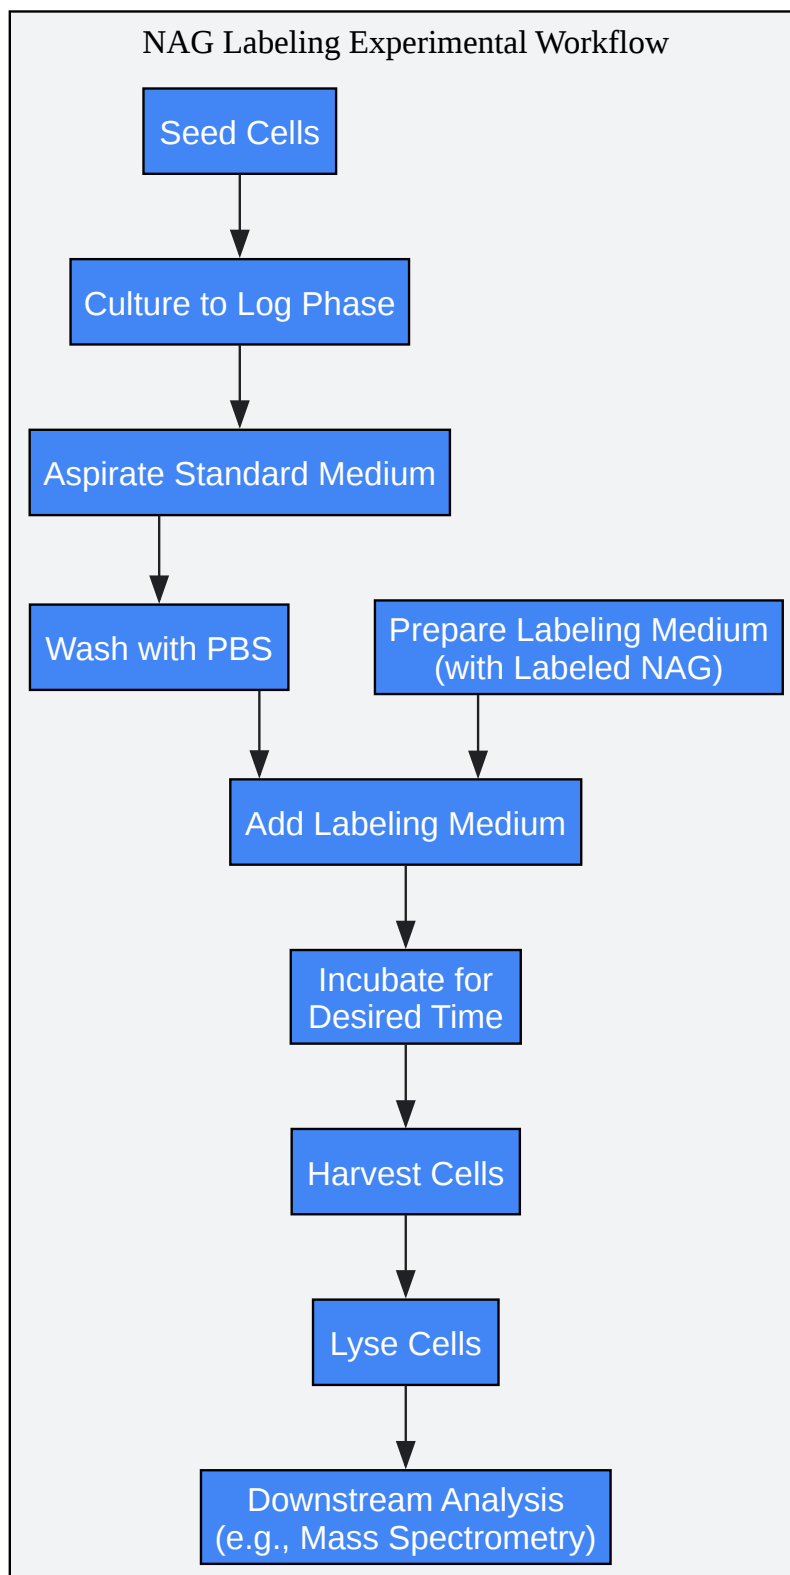 NAG Labeling Experimental Workflow
Seed Cells
Culture to Log Phase
Aspirate Standard Medium
Wash with PBS
Prepare Labeling Medium
(with Labeled NAG)
Add Labeling Medium
Incubate for
Desired Time
Harvest Cells
Lyse Cells
Downstream Analysis
(e.g., Mass Spectrometry)